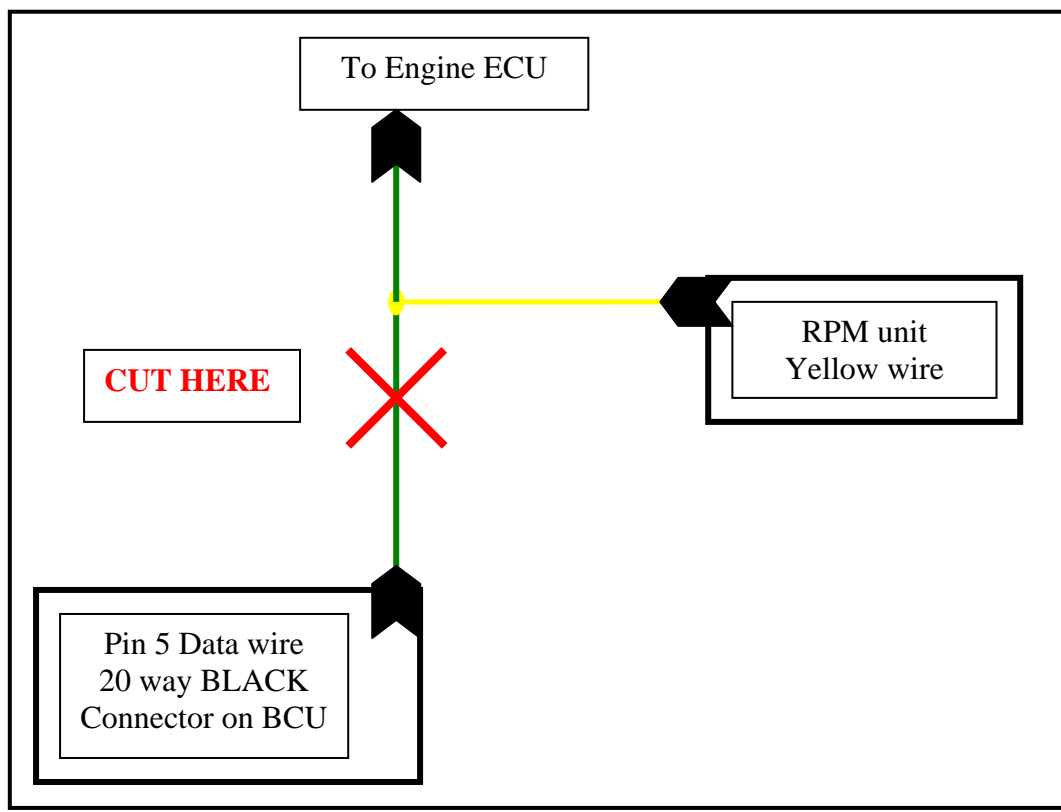 To Engine ECU
RPM unit
Yellow wire
CUT HERE
Pin 5 Data wire
20 way BLACK
Connector on BCU